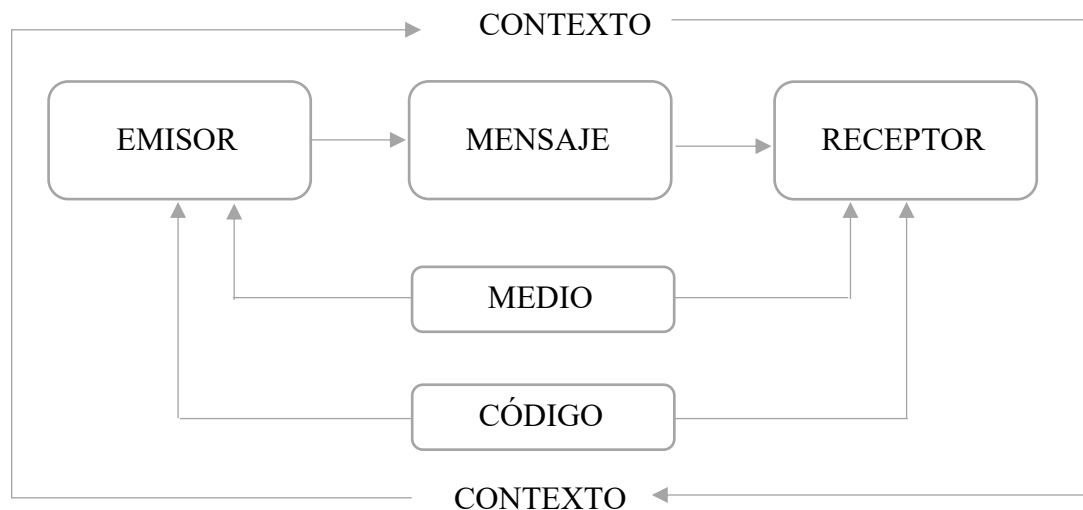 CONTEXTO
EMISOR
MENSAJE
RECEPTOR
MEDIO
CÓDIGO
CONTEXTO